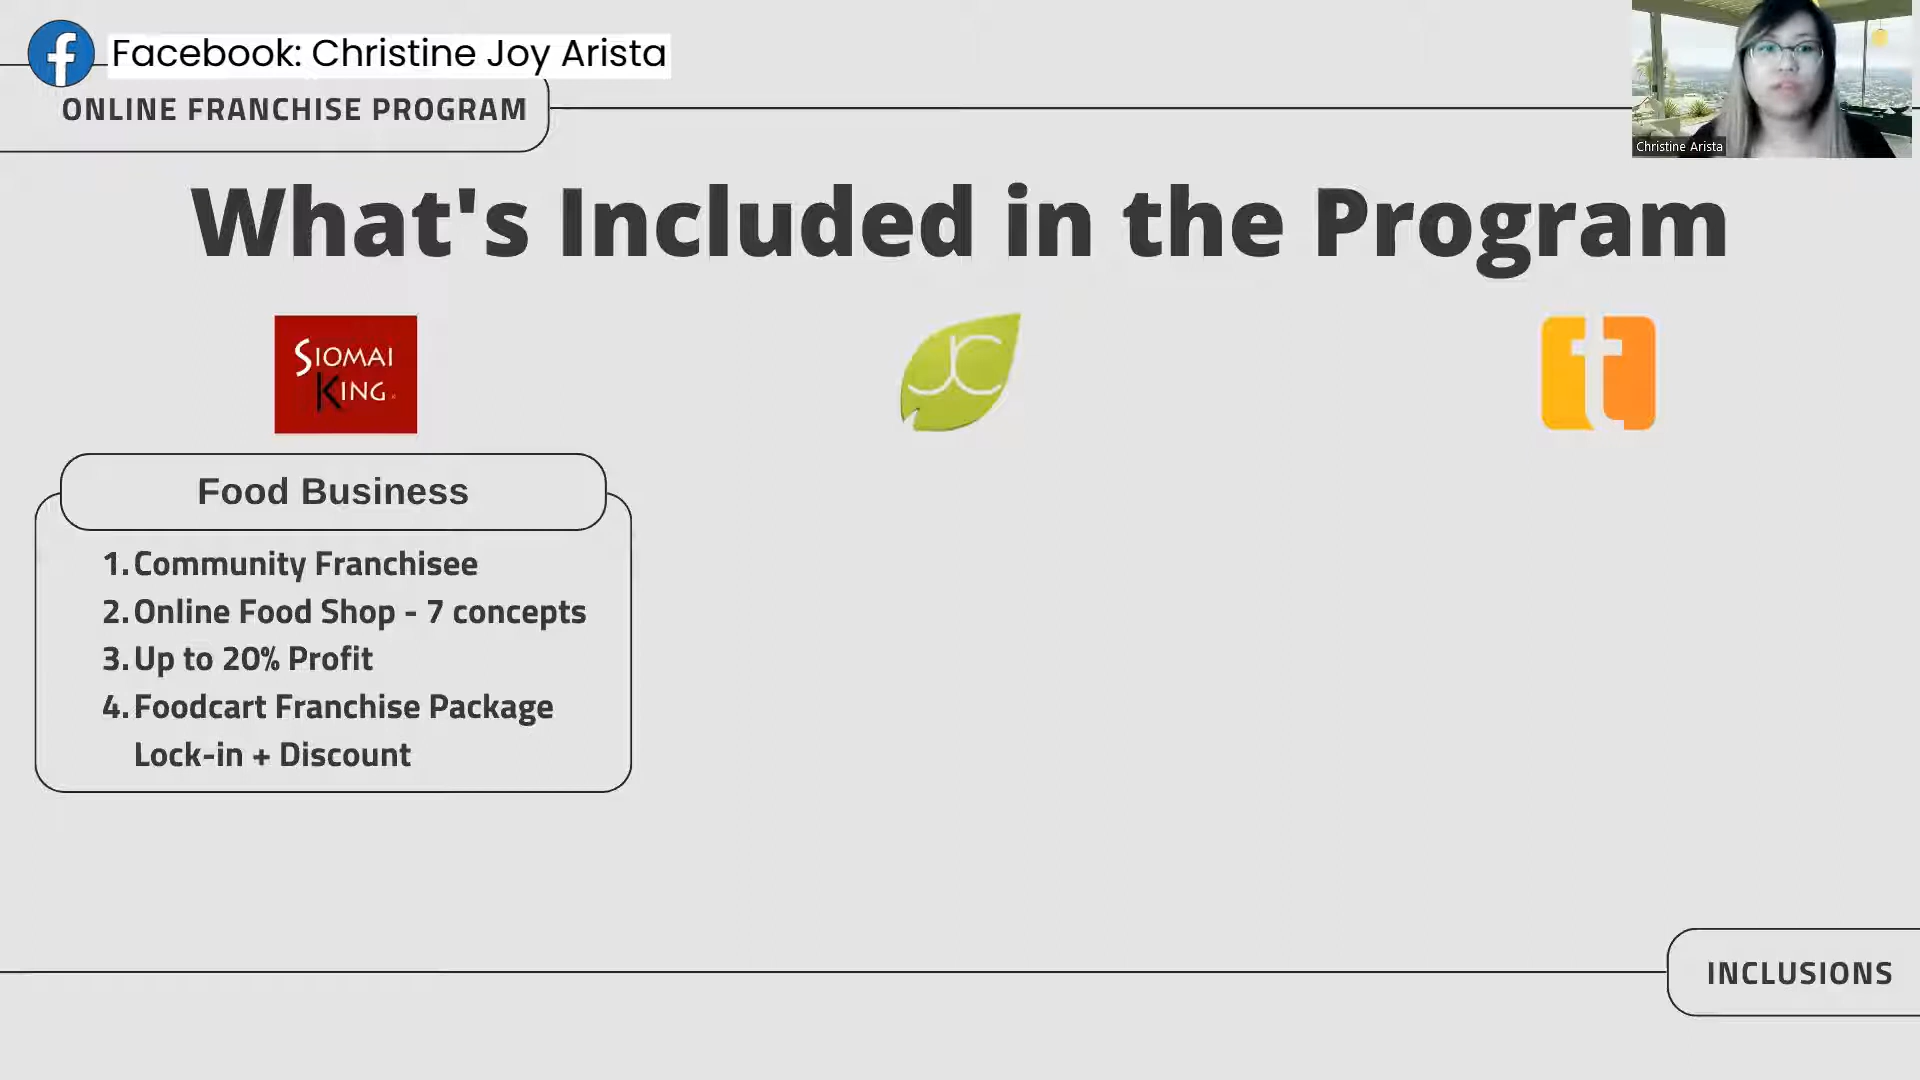 Facebook: Christine Joy Arista
ONLINE FRANCHISE PROGRAM
Christine Arista
What's Included in the Program
SIOMAI
KING
JC
t
Food Business
1. Community Franchisee
2. Online Food Shop - 7 concepts
3. Up to 20% Profit
4. Foodcart Franchise Package
Lock-in + Discount
INCLUSIONS